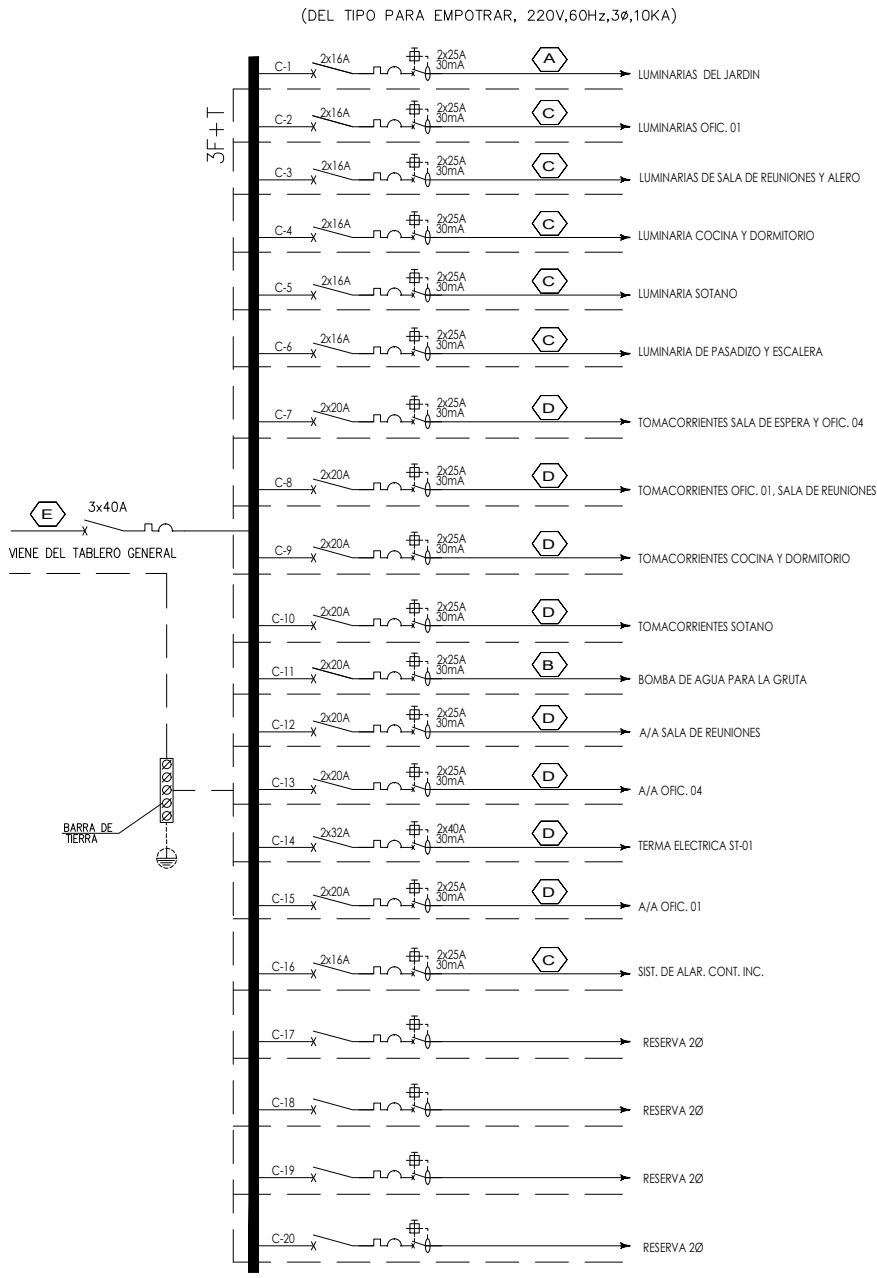 (DEL TIPO PARA EMPOTRAR, 220V,60Hz,3ø,10KA)
3F+T
C-1 2x16A 2x25A 30mA A LUMINARIAS DEL JARDIN
C-2 2x16A 2x25A 30mA C LUMINARIAS OFIC. 01
C-3 2x16A 2x25A 30mA C LUMINARIAS DE SALA DE REUNIONES Y ALERO
C-4 2x16A 2x25A 30mA C LUMINARIA COCINA Y DORMITORIO
C-5 2x16A 2x25A 30mA C LUMINARIA SOTANO
C-6 2x16A 2x25A 30mA C LUMINARIA DE PASADIZO Y ESCALERA
C-7 2x20A 2x25A 30mA D TOMACORRIENTES SALA DE ESPERA Y OFIC. 04
C-8 2x20A 2x25A 30mA D TOMACORRIENTES OFIC. 01, SALA DE REUNIONES
E 3x40A
VIENE DEL TABLERO GENERAL
C-9 2x20A 2x25A 30mA D TOMACORRIENTES COCINA Y DORMITORIO
C-10 2x20A 2x25A 30mA D TOMACORRIENTES SOTANO
C-11 2x20A 2x25A 30mA B BOMBA DE AGUA PARA LA GRUTA
C-12 2x20A 2x25A 30mA D A/A SALA DE REUNIONES
C-13 2x20A 2x25A 30mA D A/A OFIC. 04
BARRA DE
TIERRA
C-14 2x32A 2x40A 30mA D TERMA ELECTRICA ST-01
C-15 2x20A 2x25A 30mA D A/A OFIC. 01
C-16 2x16A 2x25A 30mA C SIST. DE ALAR. CONT. INC.
C-17 RESERVA 2Ø
C-18 RESERVA 2Ø
C-19 RESERVA 2Ø
C-20 RESERVA 2Ø